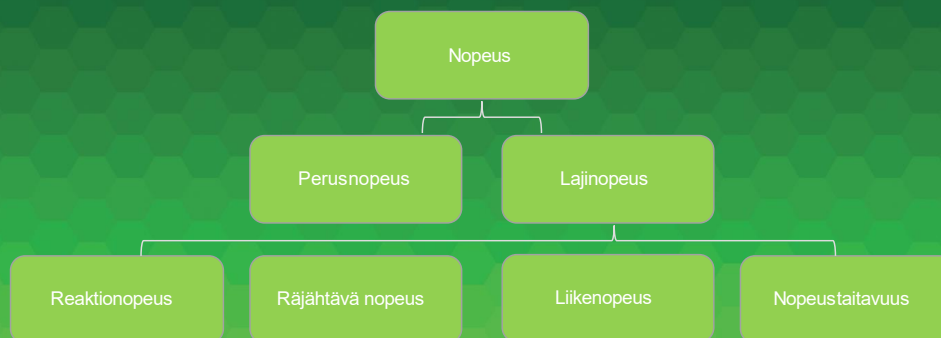 Nopeus
Perusnopeus
Lajinopeus
Reaktionopeus
Räjähtävä nopeus
Liikenopeus
Nopeustaitavuus